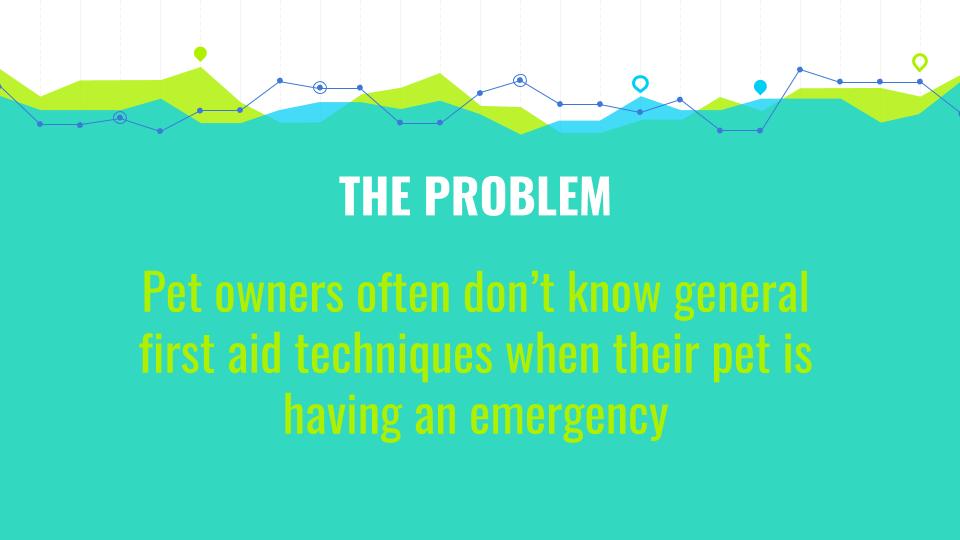 THE PROBLEM
Pet owners often don’t know general
first aid techniques when their pet is
having an emergency